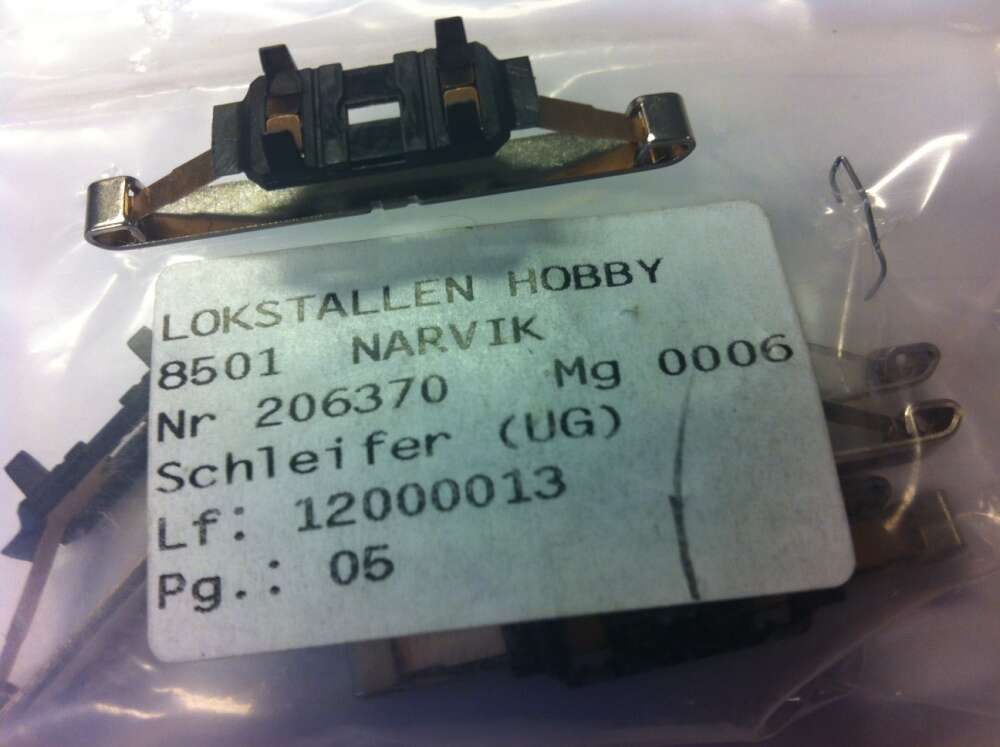 LOKSTALLEN HOBBY
8501 NARVIK
Nr 206370 Mg 0006
Schleifer (UG)
Lf: 12000013
Pg.: 05